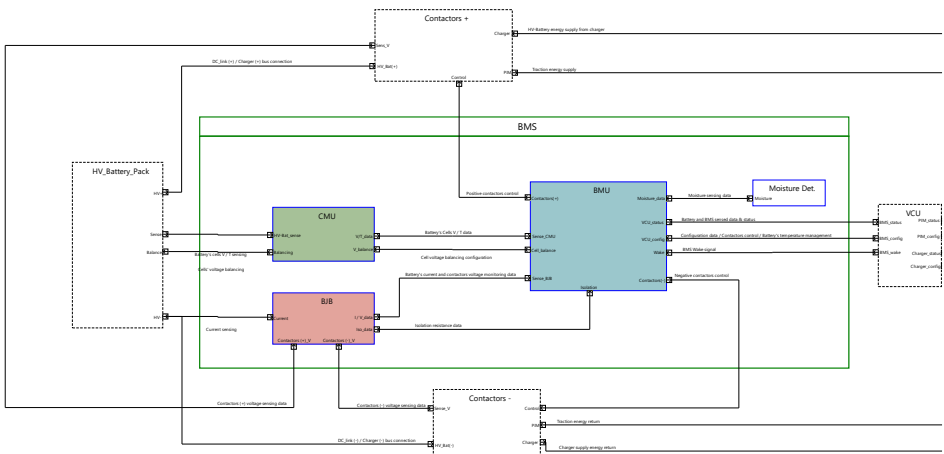 Contactors +
Charger
HV-Battery energy supply from charger
Sens_V
DC_link (+) / Charger (+) bus connection
HV_Bat(+)
PIM
Traction energy supply
Control
BMS
HV_Battery_Pack
HV+
Sense
Balance
HV-
CMU
HV-Bat_sense
Balancing
V/T_data
V_balance
Battery's cells V / T sensing
Cells' voltage balancing
Battery's Cells V / T data
Cell voltage balancing configuration
Positive contactors control
BMU
Contactors(+)
Sense_CMU
Cell_balance
Sense_BJB
Moisture_data
VCU_status
VCU_config
Wake
Contactor(-)
Isolation
Moisture-sensing data
Moisture Det.
Moisture
Battery and BMS-sensed data & status
Configuration data / Contactors control / Battery's temperature management
BMS Wake-signal
Negative contactors control
VCU
BMS_status
BMS_config
BMS_wake
PIM_status
PIM_config
Charger_status
Charger_config
Battery's current and contactors voltage monitoring data
BJB
Current
I / V_data
Iso_data
Contactors (+)_V
Contactors (-)_V
Current sensing
Isolation resistance data
Contactors (+) voltage sensing data
Contactors (-) voltage sensing data
Contactors -
Sense_V
HV_Bat(-)
Control
PIM
Charger
DC_link (-) / Charger (-) bus connection
Traction energy return
Charger supply energy return